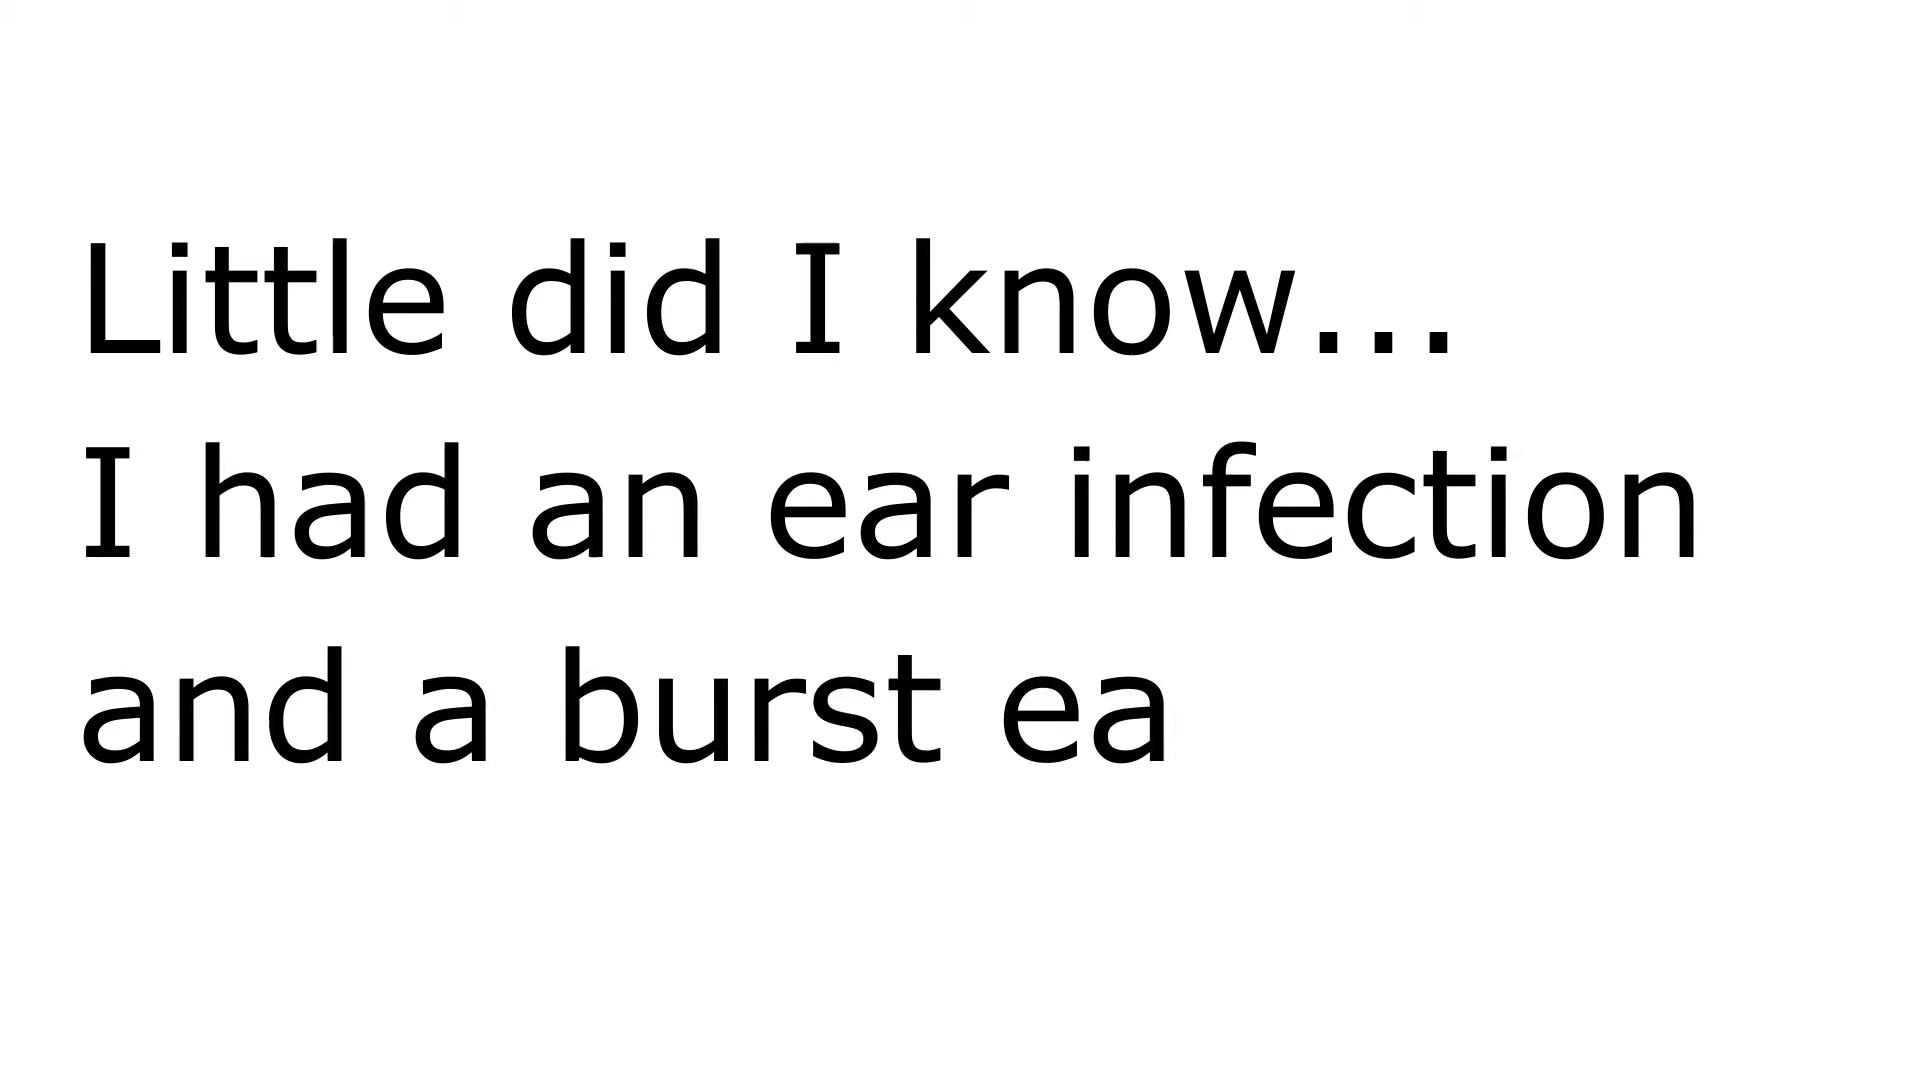 Little did I know...
I had an ear infection
and a burst ea